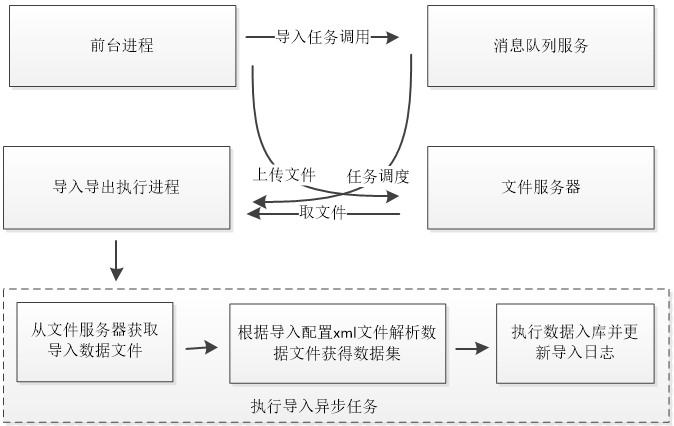 前台进程
导入任务调用
消息队列服务
上传文件
任务调度
导入导出执行进程
文件服务器
取文件
从文件服务器获取
导入数据文件
根据导入配置xml文件解析数
据文件获得数据集
执行数据入库并更
新导入日志
执行导入异步任务